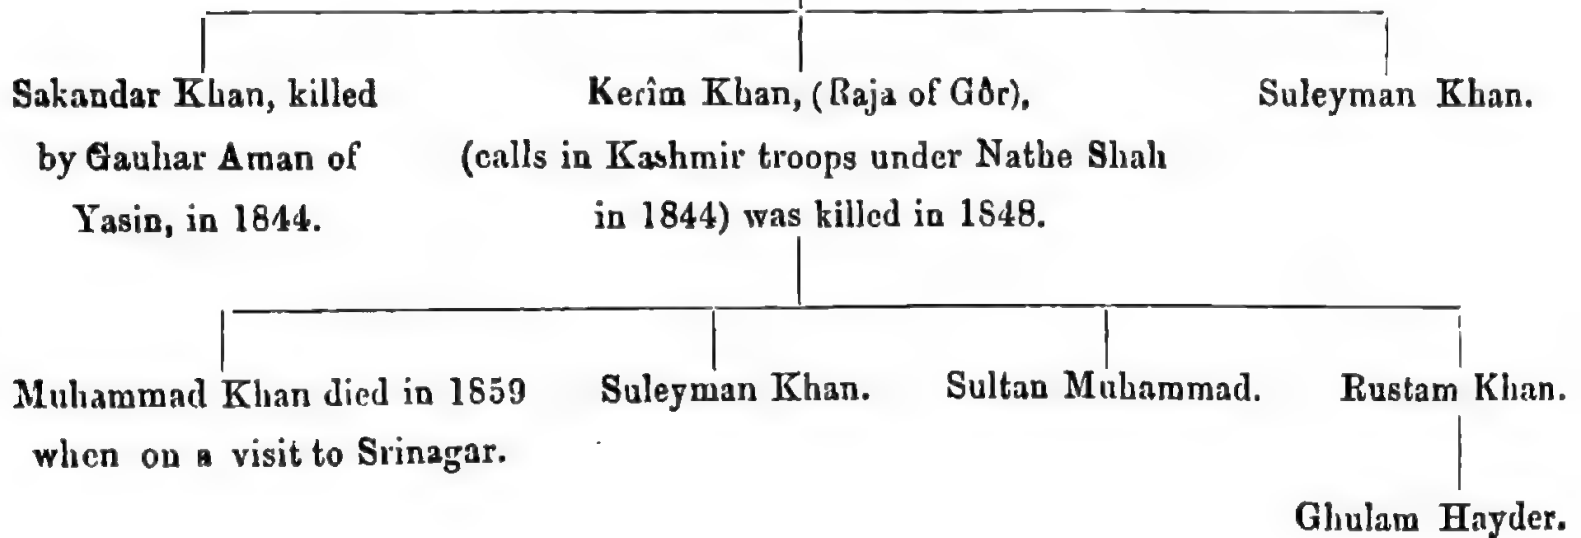 Sakandar Khan, killed
by Gauhar Aman of
Yasin, in 1844.
Kerîm Khan, (Raja of Gôr),
(calls in Kashmir troops under Nathe Shah
in 1844) was killed in 1848.
Suleyman Khan.
Muhammad Khan died in 1859
when on a visit to Srinagar.
Suleyman Khan.
Sultan Muhammad.
Rustam Khan.
Ghulam Hayder.